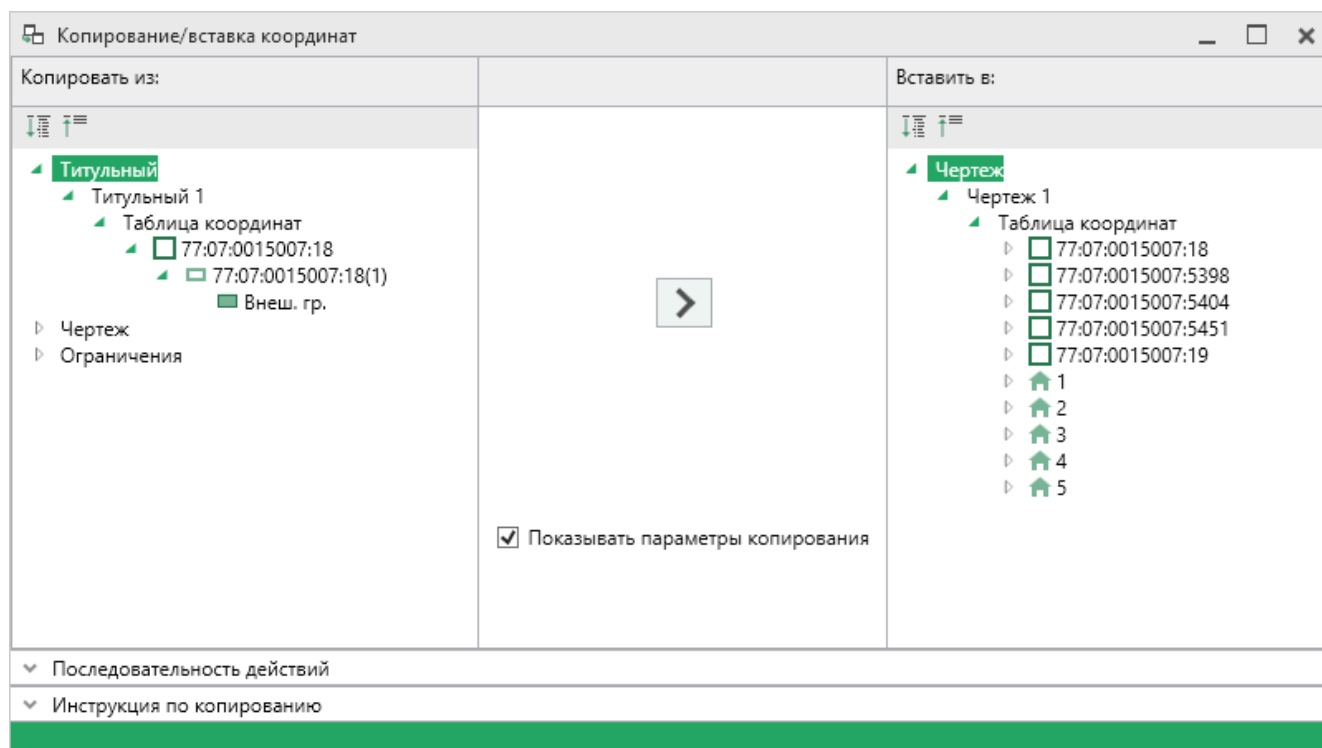 Копирование/вставка координат
Копировать из:
Вставить в:
Титульный
Титульный 1
Таблица координат
77:07:0015007:18
77:07:0015007:18(1)
Внеш. гр.
Чертеж
Ограничения
Показывать параметры копирования
Чертеж
Чертеж 1
Таблица координат
77:07:0015007:18
77:07:0015007:5398
77:07:0015007:5404
77:07:0015007:5451
77:07:0015007:19
1
2
3
4
5
Последовательность действий
Инструкция по копированию